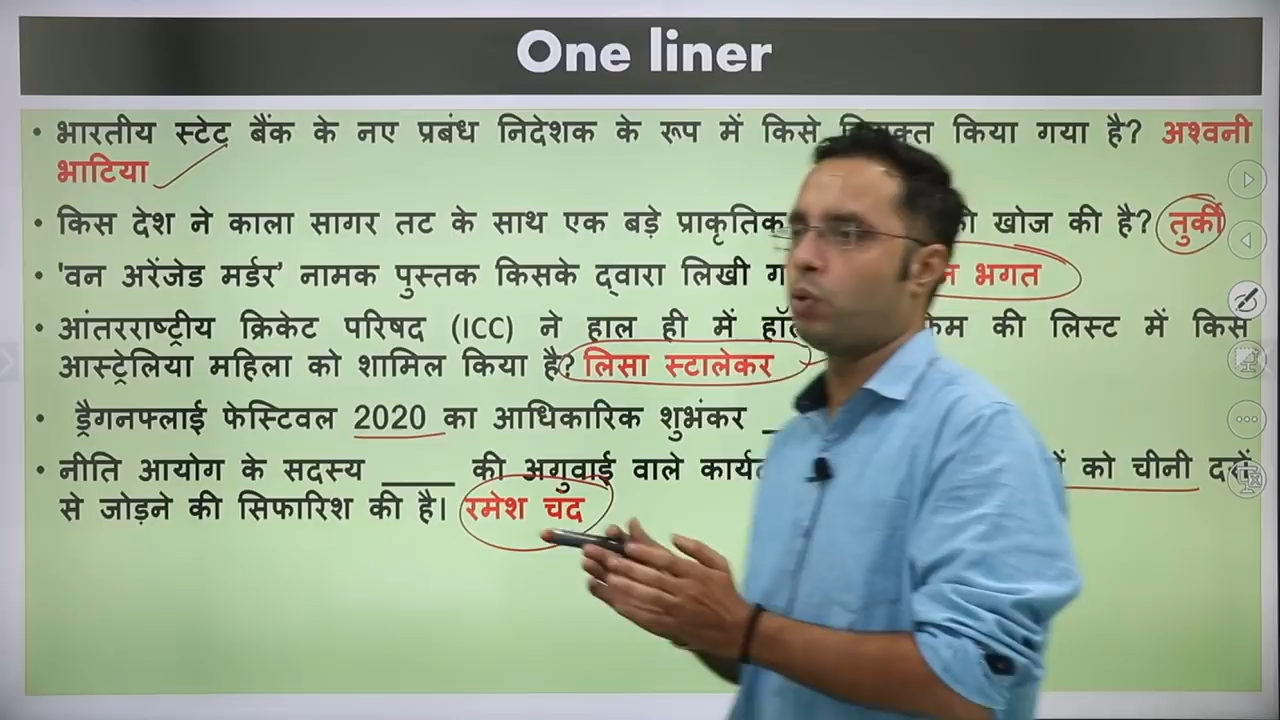 One liner
• भारतीय स्टेट बैंक के नए प्रबंध निदेशक के रूप में किसे किया गया है? अश्वनी
भाटिया
• किस देश ने काला सागर तट के साथ एक बड़े प्राकृतिक खोज की है? तुर्की
• 'वन अरेंजेड मर्डर' नामक पुस्तक किसके द्वारा लिखी भगत
• आंतरराष्ट्रीय क्रिकेट परिषद (ICC) ने हाल ही में की लिस्ट में किस
आस्ट्रेलिया महिला को शामिल किया है? लिसा स्टालेकर
• ड्रैगनफ्लाई फेस्टिवल 2020 का आधिकारिक शुभंकर
• नीति आयोग के सदस्य _____ की अगुवाई वाले को चीनी दरों
से जोड़ने की सिफारिश की है। रमेश चंद